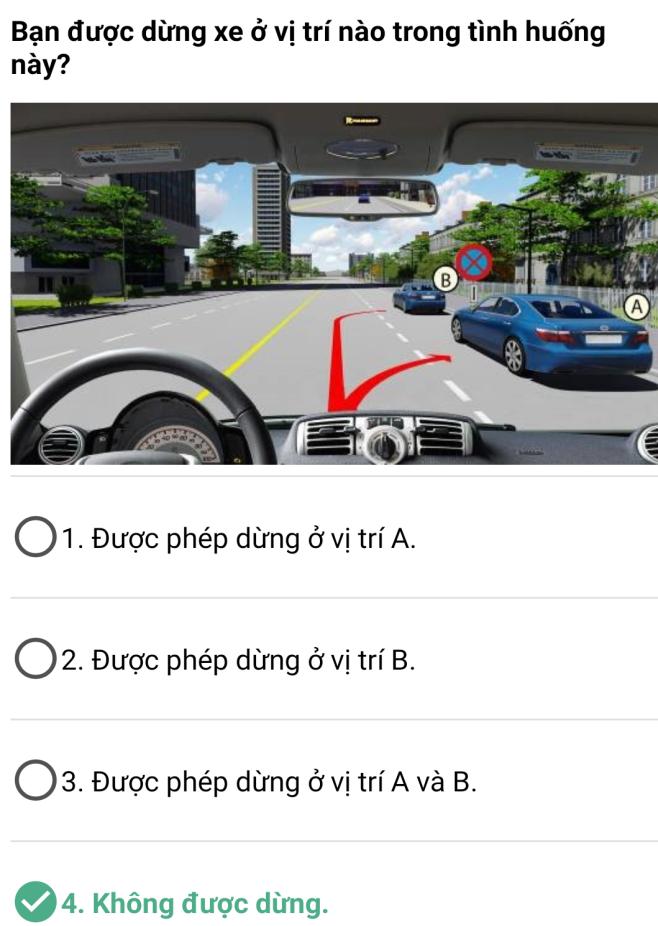 Bạn được dừng xe ở vị trí nào trong tình huống
này?
B
A
1. Được phép dừng ở vị trí A.
2. Được phép dừng ở vị trí B.
3. Được phép dừng ở vị trí A và B.
4. Không được dừng.